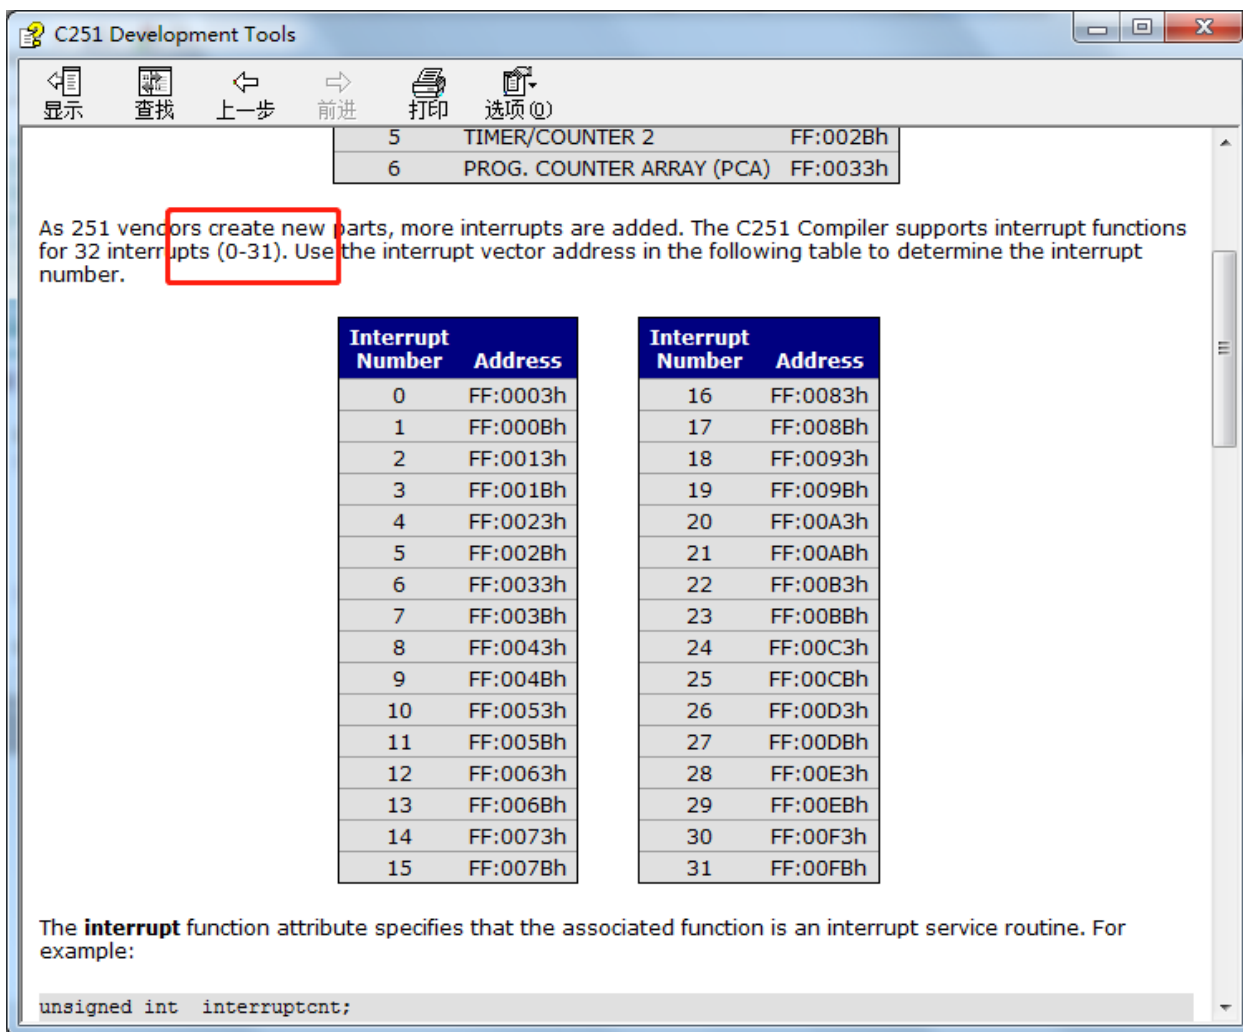 C251 Development Tools
显示 查找 上一步 前进 打印 选项(O)
5 TIMER/COUNTER 2 FF:002Bh
6 PROG. COUNTER ARRAY (PCA) FF:0033h
As 251 vendors create new parts, more interrupts are added. The C251 Compiler supports interrupt functions
for 32 interrupts (0-31). Use the interrupt vector address in the following table to determine the interrupt
number.
Interrupt Number Address
0 FF:0003h
1 FF:000Bh
2 FF:0013h
3 FF:001Bh
4 FF:0023h
5 FF:002Bh
6 FF:0033h
7 FF:003Bh
8 FF:0043h
9 FF:004Bh
10 FF:0053h
11 FF:005Bh
12 FF:0063h
13 FF:006Bh
14 FF:0073h
15 FF:007Bh
Interrupt Number Address
16 FF:0083h
17 FF:008Bh
18 FF:0093h
19 FF:009Bh
20 FF:00A3h
21 FF:00ABh
22 FF:00B3h
23 FF:00BBh
24 FF:00C3h
25 FF:00CBh
26 FF:00D3h
27 FF:00DBh
28 FF:00E3h
29 FF:00EBh
30 FF:00F3h
31 FF:00FBh
The interrupt function attribute specifies that the associated function is an interrupt service routine. For
example:
unsigned int  interruptcnt;